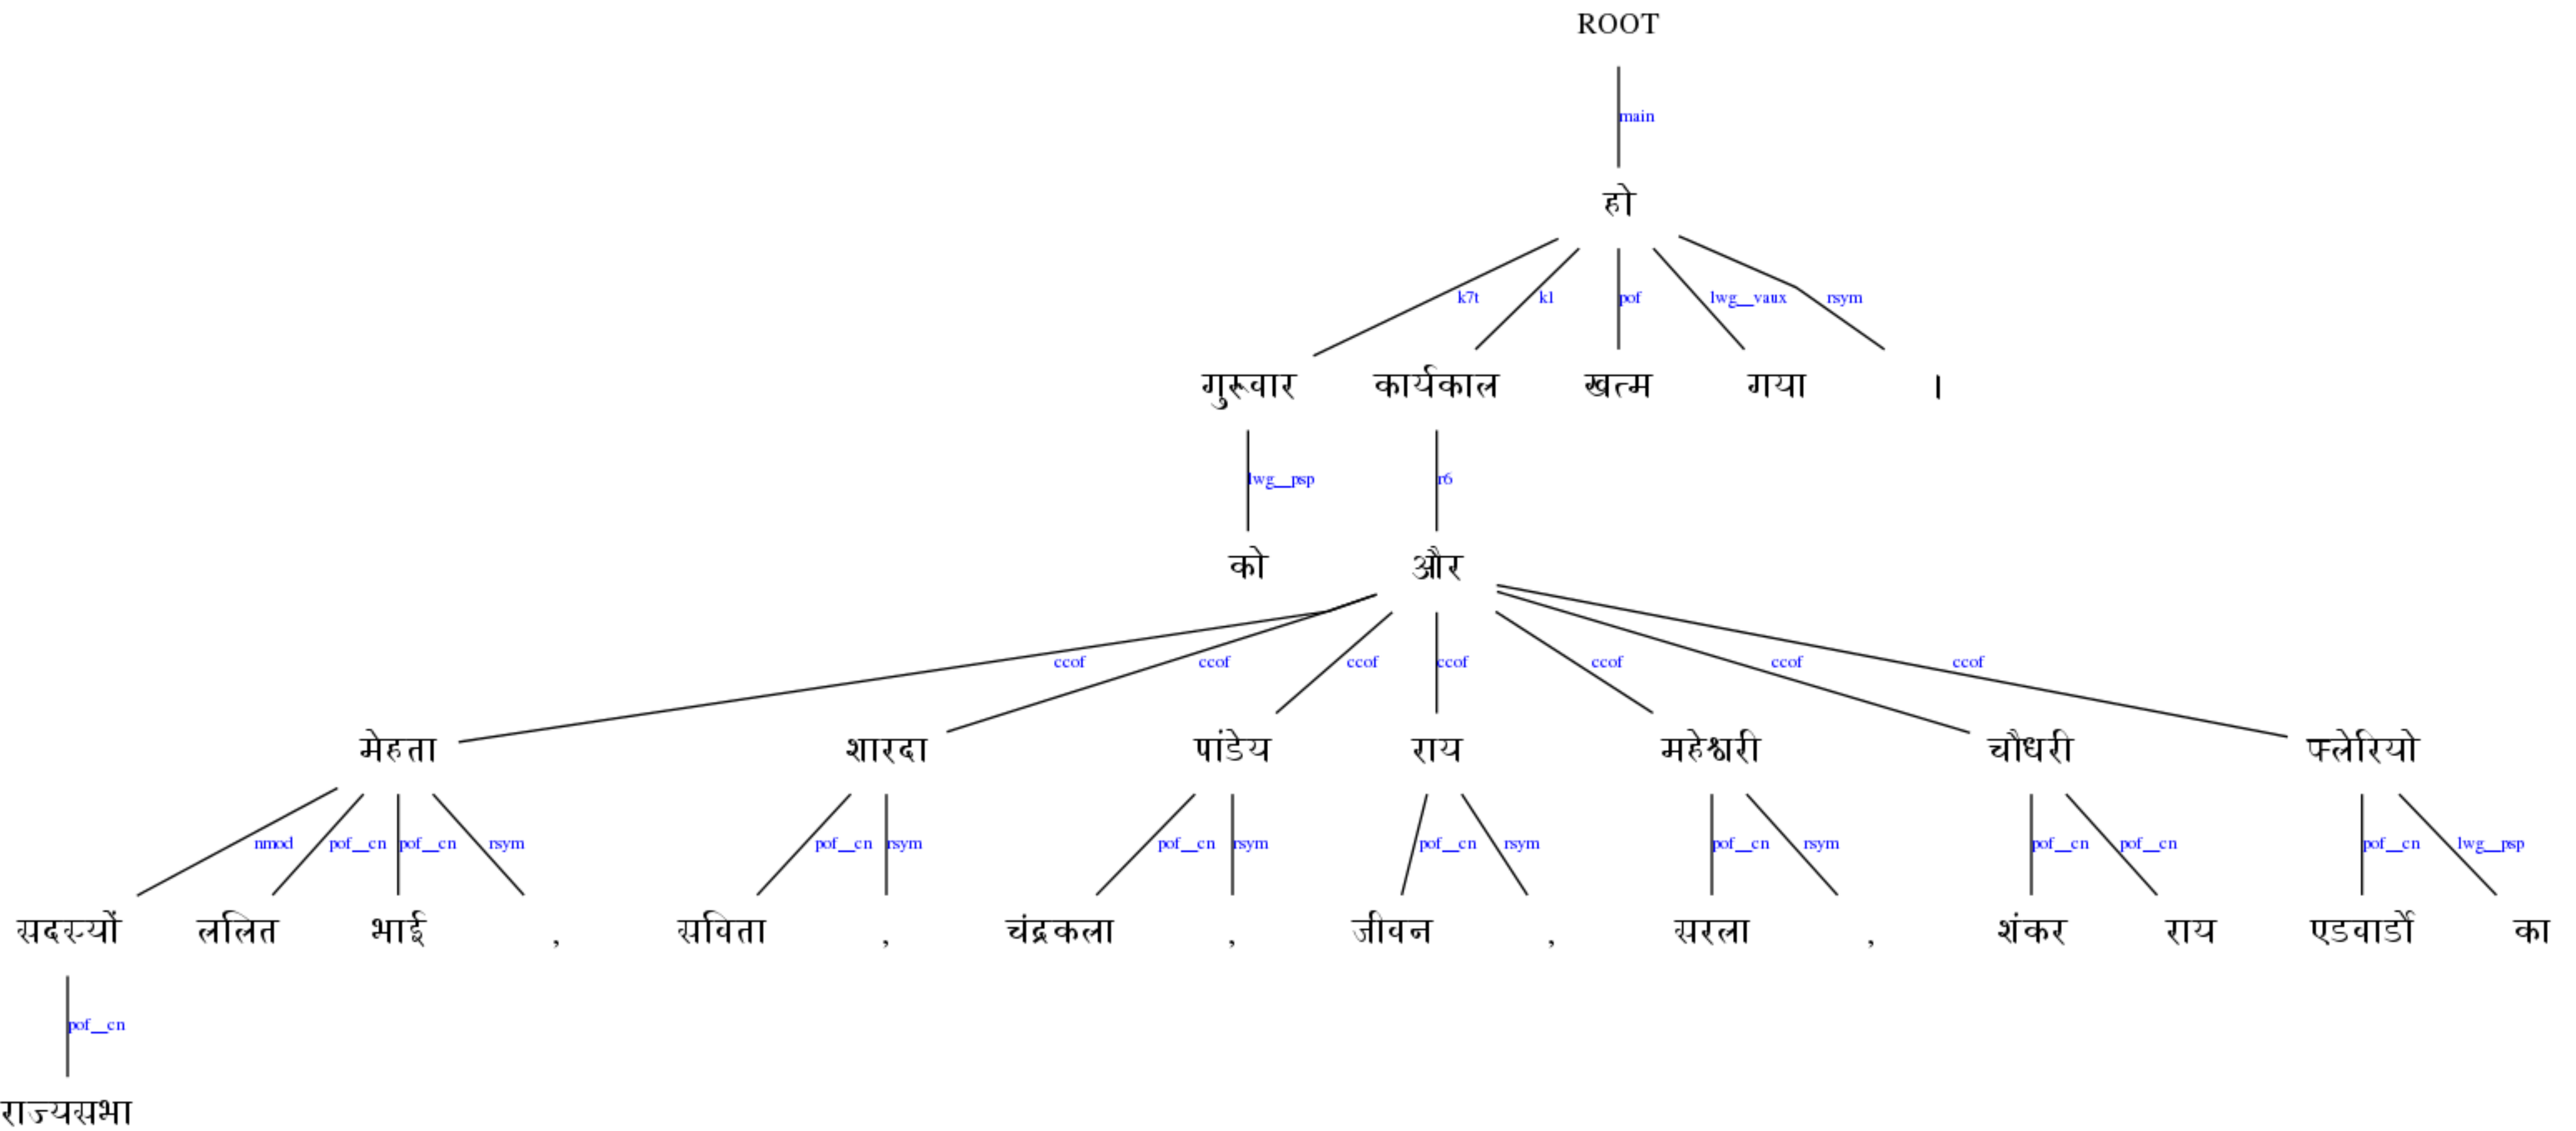 ROOT
main
हो
k7t k1 pof lwg__vaux rsym
गुरूवार कार्यकाल खत्म गया ।
lwg__psp r6
को और
ccof ccof ccof ccof ccof ccof ccof
मेहता शारदा पांडेय राय महेश्वरी चौधरी फ्लेरियो
nmod pof__cn pof__cn rsym pof__cn rsym pof__cn rsym pof__cn rsym pof__cn rsym pof__cn pof__cn pof__cn lwg__psp
सदस्यों ललित भाई , सविता , चंद्रकला , जीवन , सरला , शंकर राय एडवार्डो का
pof__cn
राज्यसभा